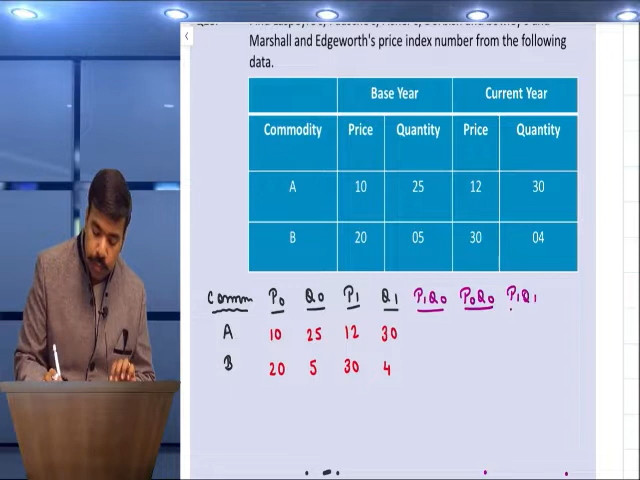 Marshall and Edgeworth's price index number from the following
data.
Base Year Current Year
Commodity Price Quantity Price Quantity
A 10 25 12 30
B 20 05 30 04
Comm P0 Q0 P1 Q1 P1Q0 P0Q0 P1Q1
A 10 25 12 30
B 20 5 30 4